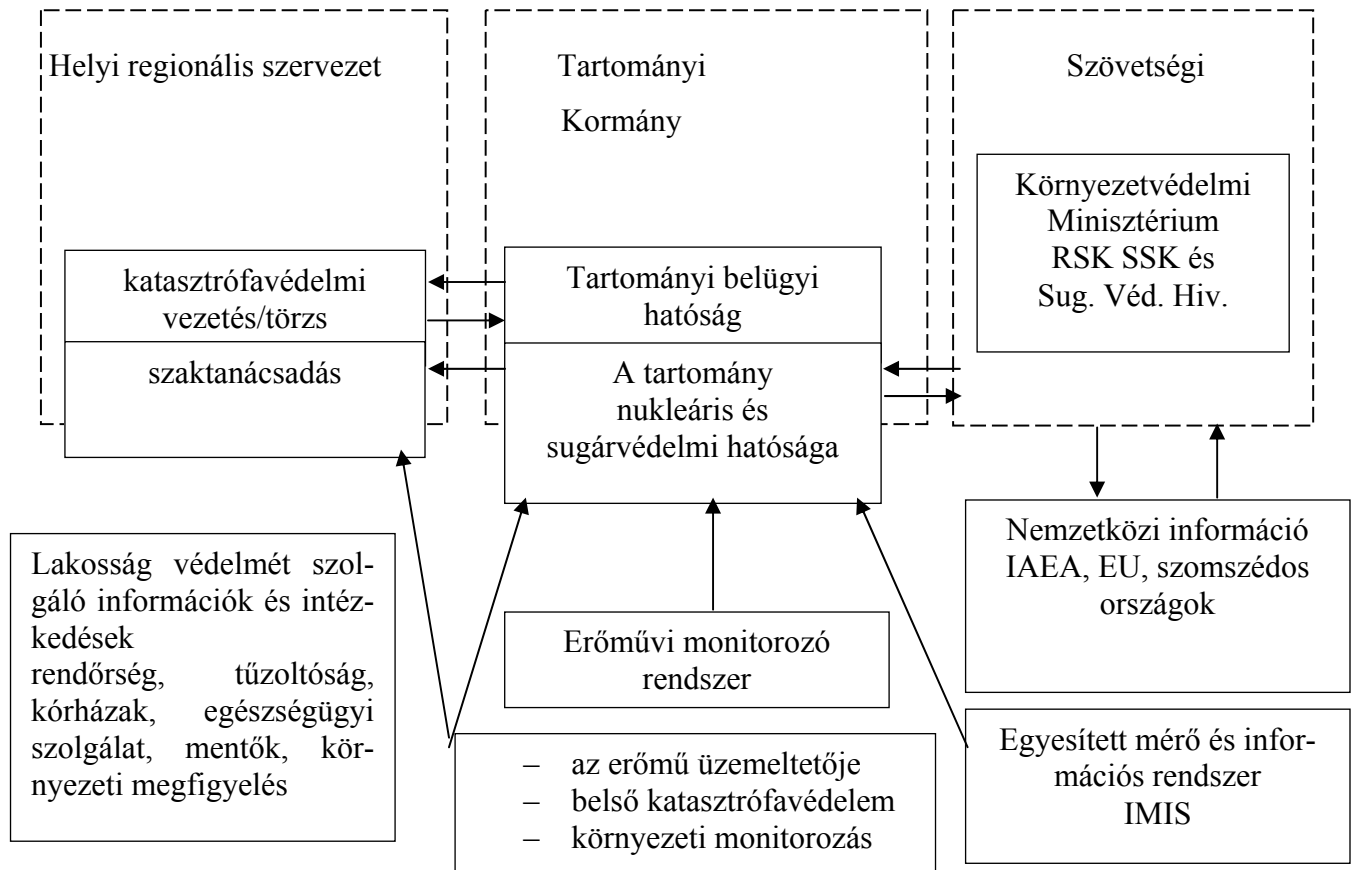 Helyi regionális szervezet
Tartományi
Kormány
Szövetségi
Környezetvédelmi
Minisztérium
RSK SSK és
Sug. Véd. Hiv.
katasztrófavédelmi
vezetés/törzs
szaktanácsadás
Tartományi belügyi
hatóság
A tartomány
nukleáris és
sugárvédelmi hatósága
Lakosság védelmét szol-
gáló információk és intéz-
kedések
rendőrség, tűzoltóság,
kórházak, egészségügyi
szolgálat, mentők, kör-
nyezeti megfigyelés
Erőművi monitorozó
rendszer
– az erőmű üzemeltetője
– belső katasztrófavédelem
– környezeti monitorozás
Nemzetközi információ
IAEA, EU, szomszédos
országok
Egyesített mérő és infor-
mációs rendszer
IMIS